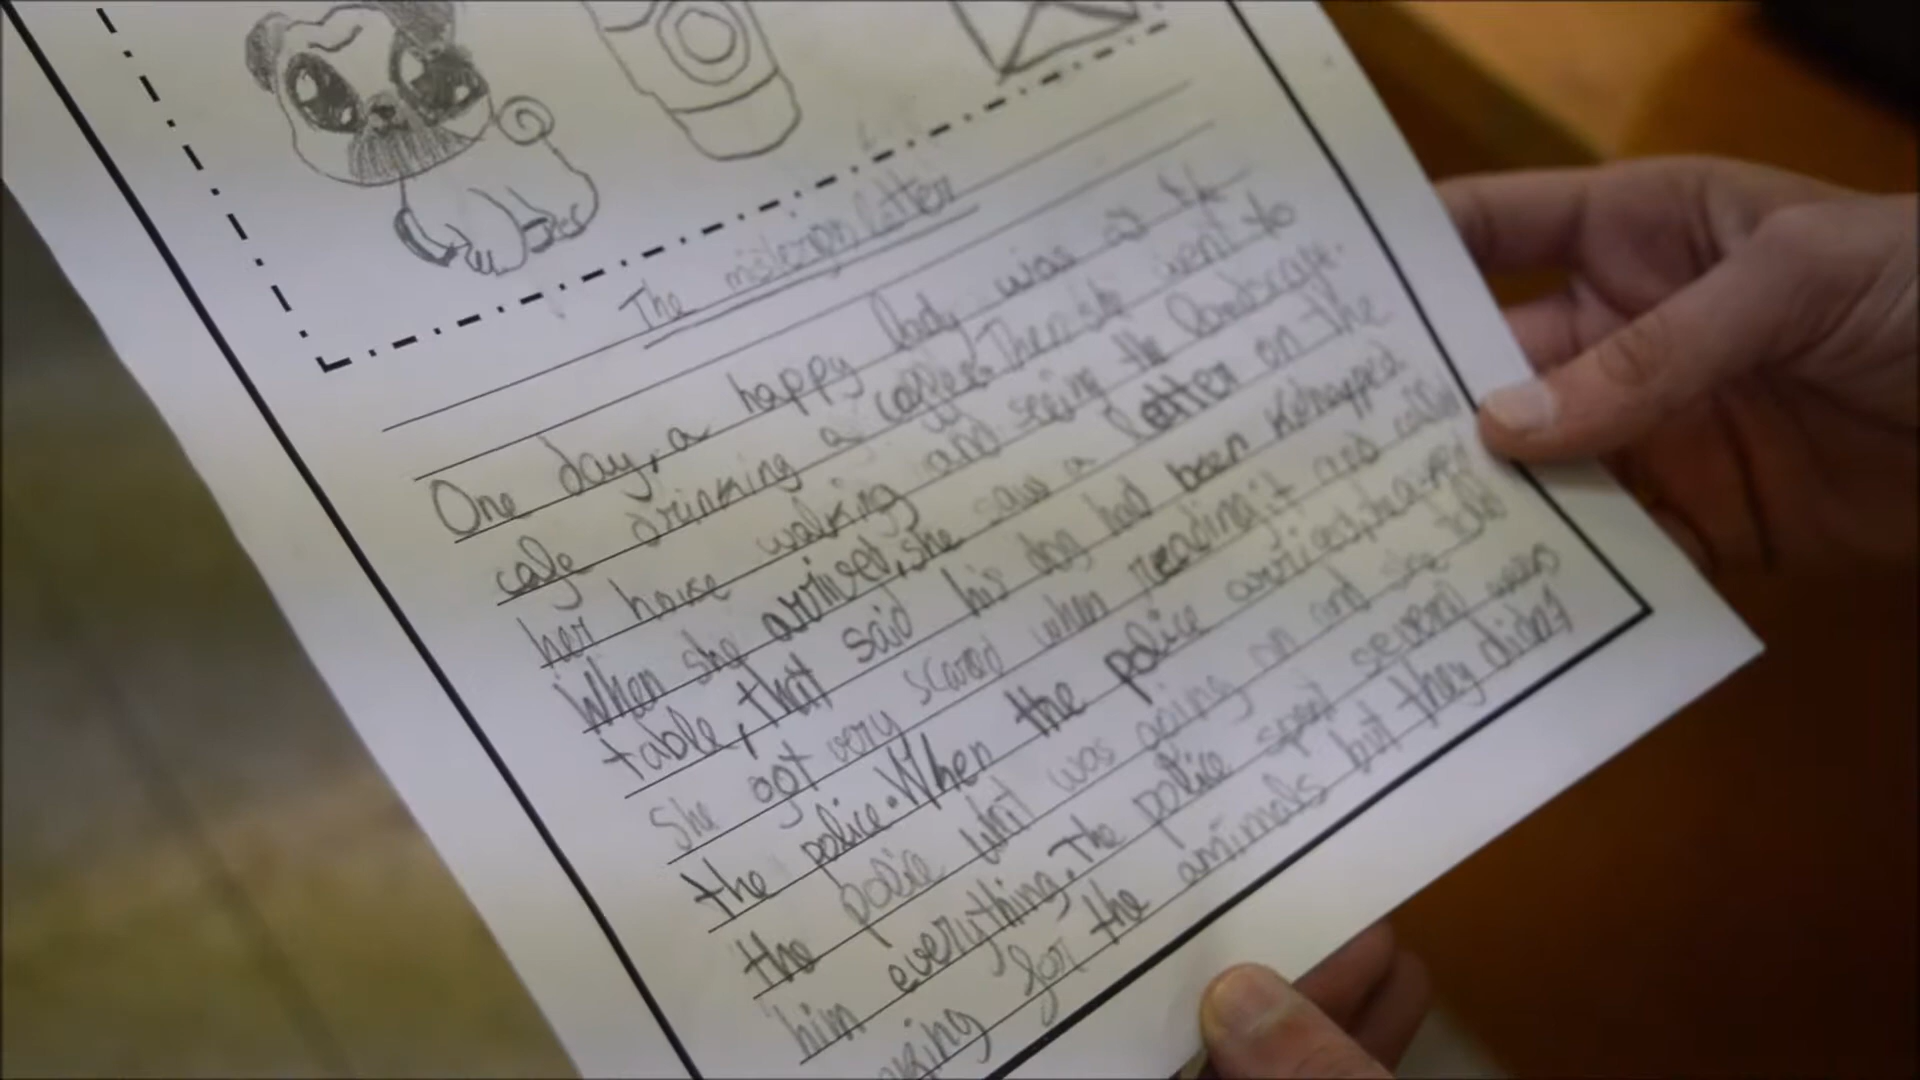 The misterion letter
One day, a happy lady was at the
cafe drinking a coffee. Then she went to
her house walking and seeing the landscape.
When she arrived, she saw a letter on the
table, that said his dog had been kidnapped.
She got very scared when reading it and called
the police. When the police arrived,
the police what was going on and she told
him everything. The police spent several
for the animals but they didn't